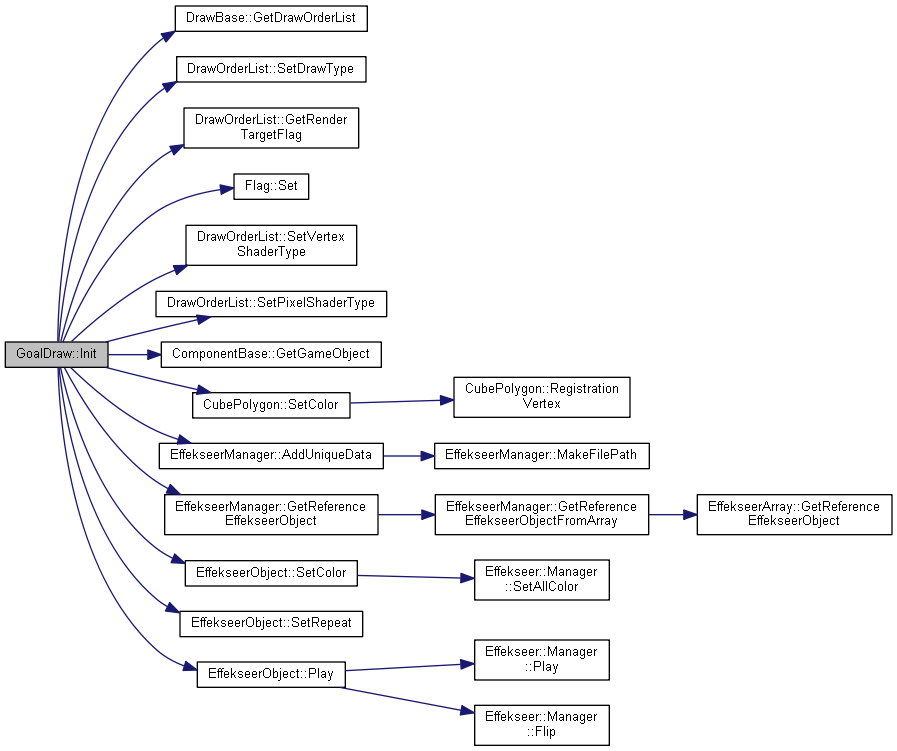 DrawBase::GetDrawOrderList
DrawOrderList::SetDrawType
DrawOrderList::GetRender
TargetFlag
Flag::Set
DrawOrderList::SetVertex
ShaderType
DrawOrderList::SetPixelShaderType
GoalDraw::Init
ComponentBase::GetGameObject
CubePolygon::SetColor
CubePolygon::Registration
Vertex
EffekseerManager::AddUniqueData
EffekseerManager::MakeFilePath
EffekseerManager::GetReference
EffekseerObject
EffekseerManager::GetReference
EffekseerObjectFromArray
EffekseerArray::GetReference
EffekseerObject
EffekseerObject::SetColor
Effekseer::Manager
::SetAllColor
EffekseerObject::SetRepeat
EffekseerObject::Play
Effekseer::Manager
::Play
Effekseer::Manager
::Flip